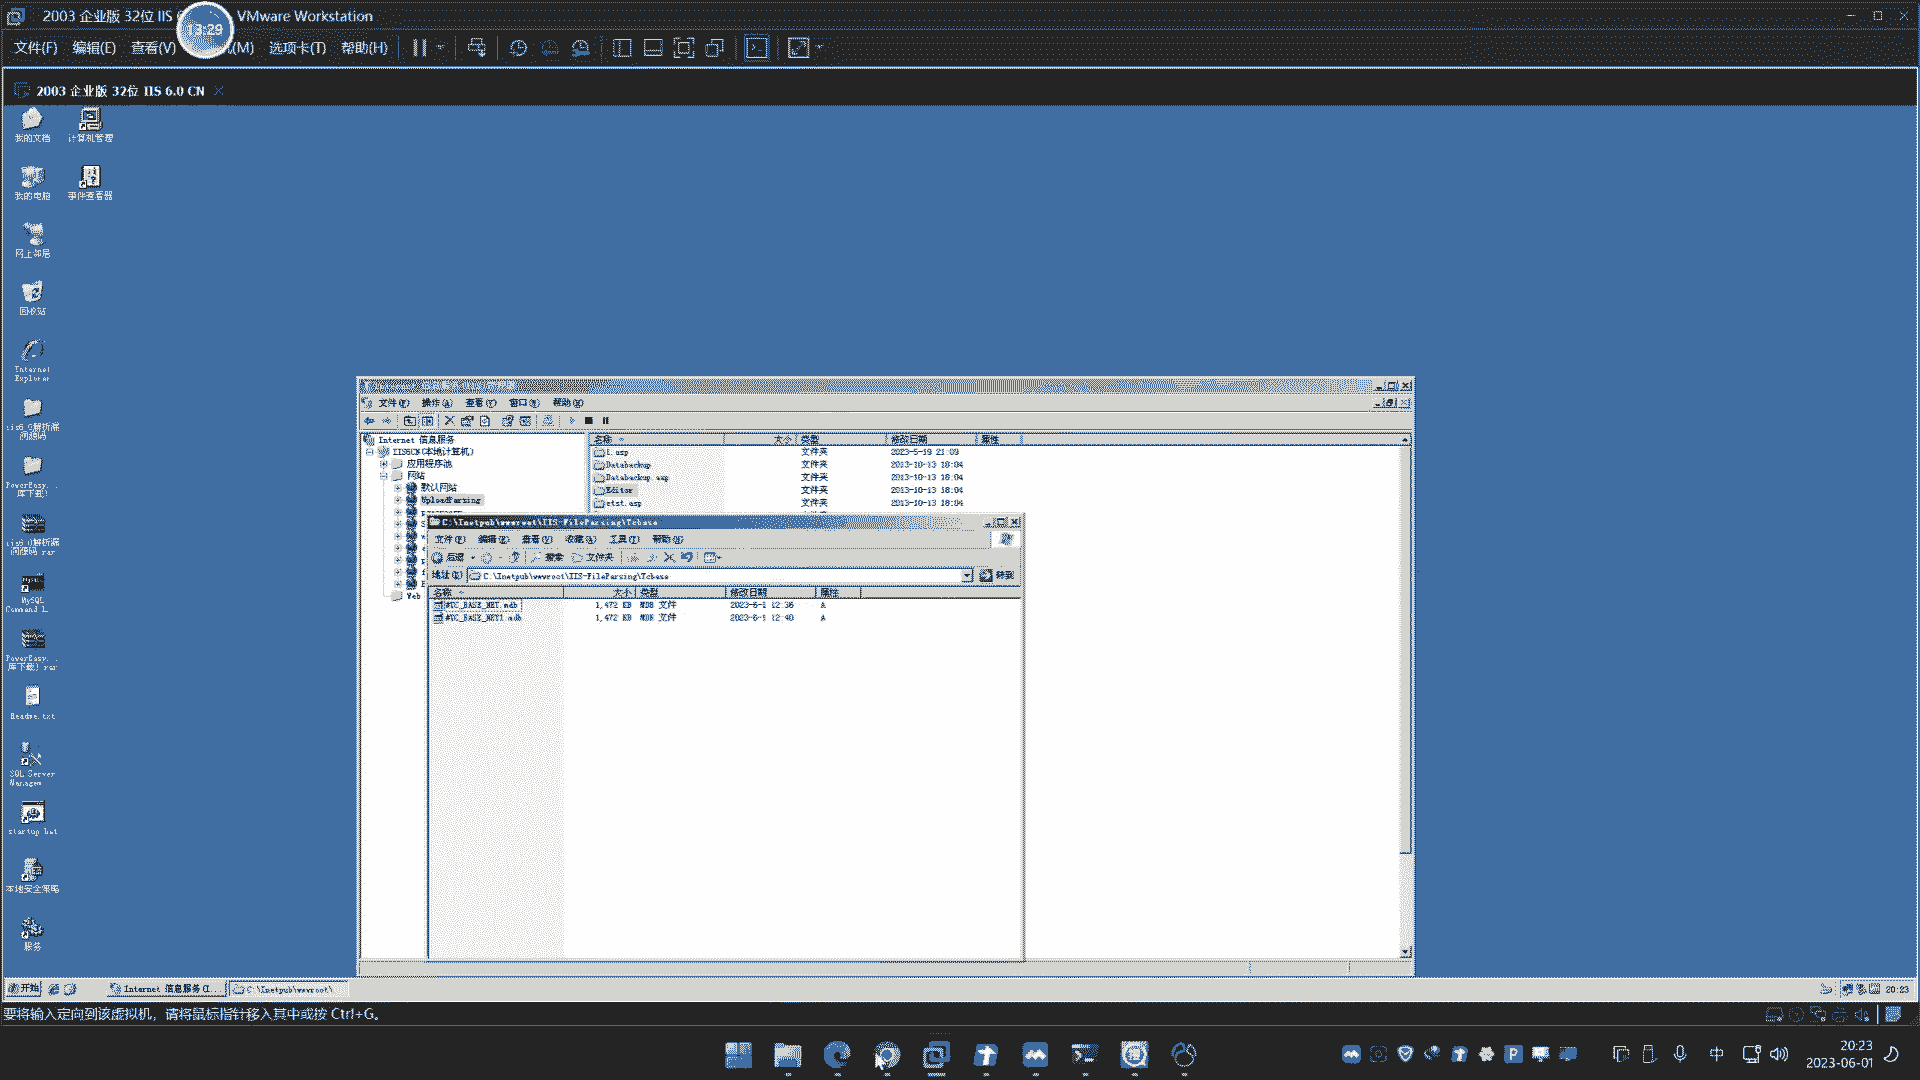 2003 企业版 32位 IIS
VMware Workstation
13:29
文件(F) 编辑(E) 查看(V) (M) 选项卡(T) 帮助(H)
2003 企业版 32位 IIS 6.0 CN
我的文档
计算机管理
我的电脑
事件查看器
网上邻居
回收站
Internet Explorer
iis6.0解析漏洞源码
PowerEasy...库下载)
iis6.0解析漏洞源码.rar
MySQL Command L...
PowerEasy...库下载).rar
Readme.txt
SQL Server Managem...
startup.bat
本地安全策略
服务
文件(F) 操作(A) 查看(V) 窗口(W) 帮助(H)
Internet 信息服务
IIS6CN(本地计算机)
应用程序池
网站
默认网站
UploadParsing
Web
名称 大小 类型 修改日期 属性
1.asp 文件夹 2023-5-19 21:09
Databackup 文件夹 2013-10-13 18:04
Databackup.asp 文件夹 2013-10-13 18:04
Editor 文件夹 2013-10-13 18:04
etst.asp 文件夹 2013-10-13 18:04
C:\Inetpub\wwwroot\IIS-FileParsing\Tcbase
文件(F) 编辑(E) 查看(V) 收藏(A) 工具(T) 帮助(H)
后退 搜索 文件夹
地址(D) C:\Inetpub\wwwroot\IIS-FileParsing\Tcbase 转到
名称 大小 类型 修改日期 属性
#TC_BASE_NET.mdb 1,472 KB MDB 文件 2023-6-1 12:36 A
#TC_BASE_NET1.mdb 1,472 KB MDB 文件 2023-6-1 12:40 A
开始 Internet 信息服务 (I... C:\Inetpub\wwwroot\ 20:23
要将输入定向到该虚拟机，请将鼠标指针移入其中或按 Ctrl+G。
中
20:23
2023-06-01